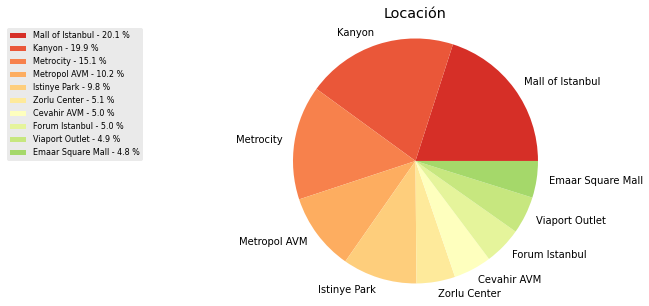 Locación
Mall of Istanbul - 20.1 %
Kanyon - 19.9 %
Metrocity - 15.1 %
Metropol AVM - 10.2 %
Istinye Park - 9.8 %
Zorlu Center - 5.1 %
Cevahir AVM - 5.0 %
Forum Istanbul - 5.0 %
Viaport Outlet - 4.9 %
Emaar Square Mall - 4.8 %
Kanyon
Mall of Istanbul
Metrocity
Metropol AVM
Istinye Park
Zorlu Center
Cevahir AVM
Forum Istanbul
Viaport Outlet
Emaar Square Mall